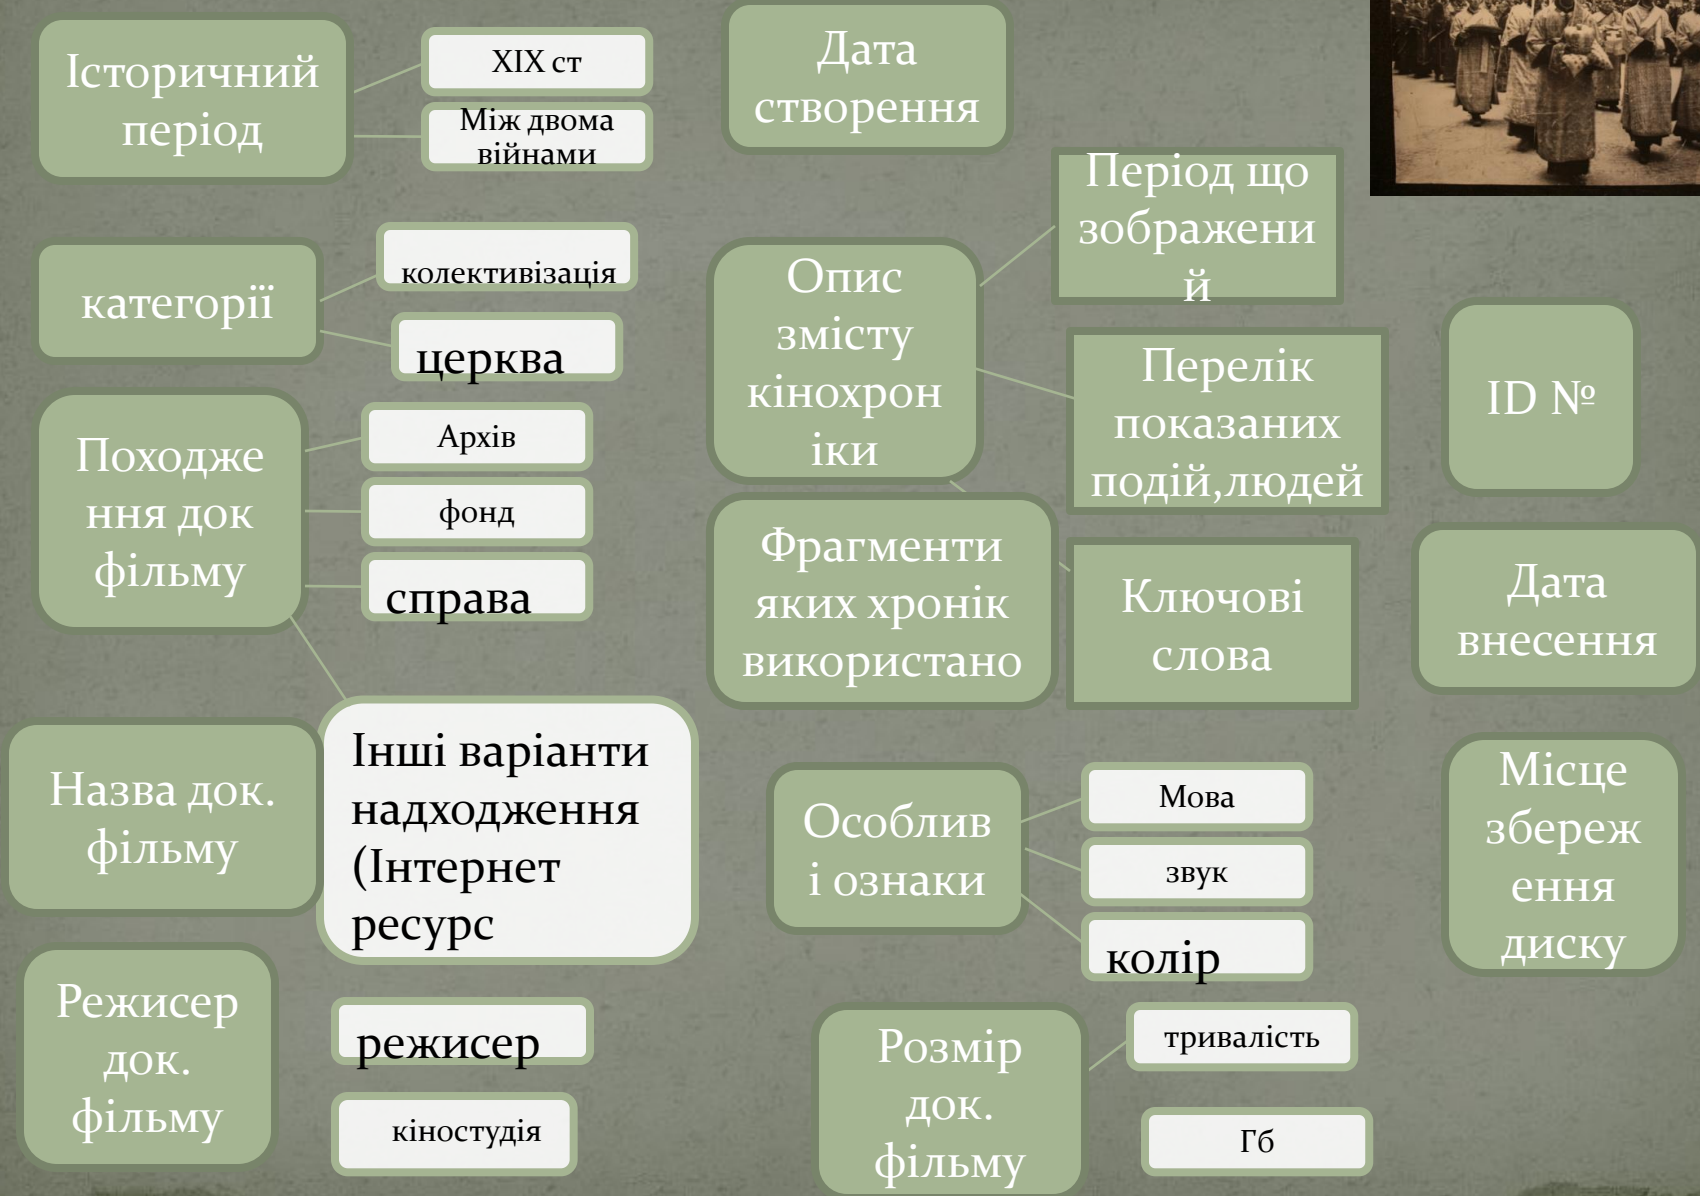 Історичний
період
XIX ст
Між двома
війнами
категорії
колективізація
церква
Походже
ння док
фільму
Архів
фонд
справа
Інші варіанти
надходження
(Інтернет
ресурс
Назва док.
фільму
Режисер
док.
фільму
режисер
кіностудія
Дата
створення
Опис
змісту
кінохрон
іки
Період що
зображени
й
Перелік
показаних
подій,людей
Ключові
слова
Фрагменти
яких хронік
використано
Особлив
і ознаки
Мова
звук
колір
Розмір
док.
фільму
тривалість
Гб
ID №
Дата
внесення
Місце
збереж
ення
диску